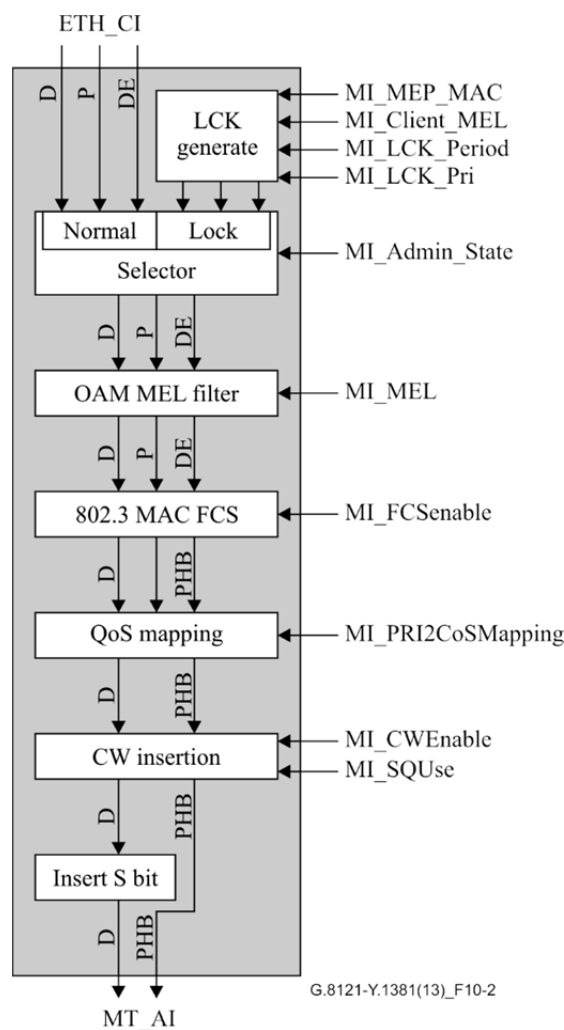 ETH_CI
D
P
DE
LCK
generate
MI_MEP_MAC
MI_Client_MEL
MI_LCK_Period
MI_LCK_Pri
Normal
Lock
Selector
MI_Admin_State
D
P
DE
OAM MEL filter
MI_MEL
D
P
DE
802.3 MAC FCS
MI_FCSenable
D
PHB
QoS mapping
MI_PRI2CoSMapping
D
PHB
CW insertion
MI_CWEnable
MI_SQUse
D
PHB
Insert S bit
D
PHB
G.8121-Y.1381(13)_F10-2
MT_AI